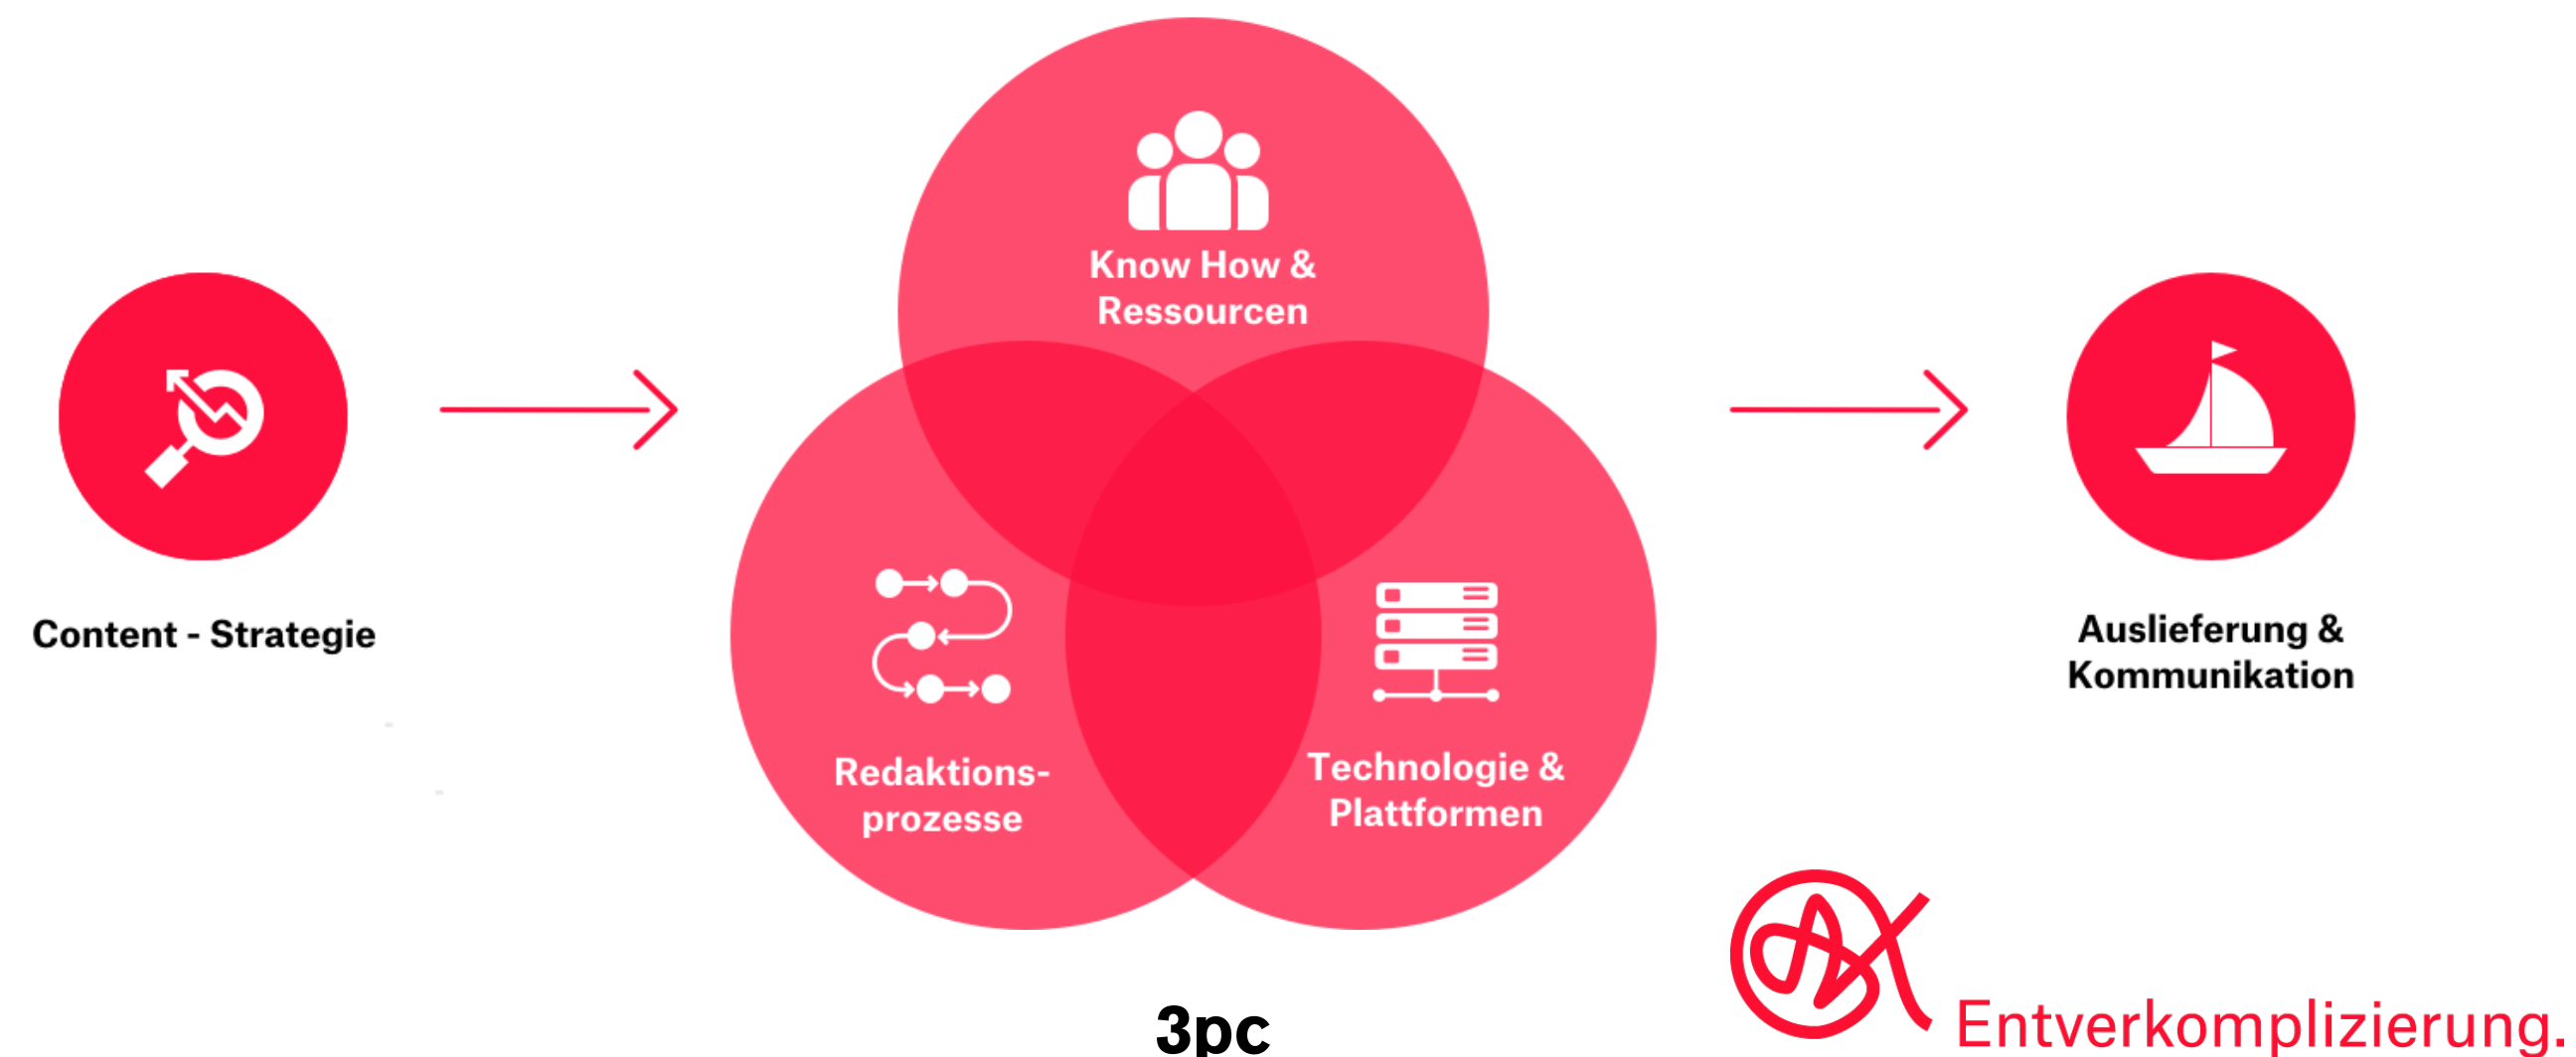 Content - Strategie
Know How &
Ressourcen
Redaktions-
prozesse
Technologie &
Plattformen
Auslieferung &
Kommunikation
3pc
Entverkomplizierung.